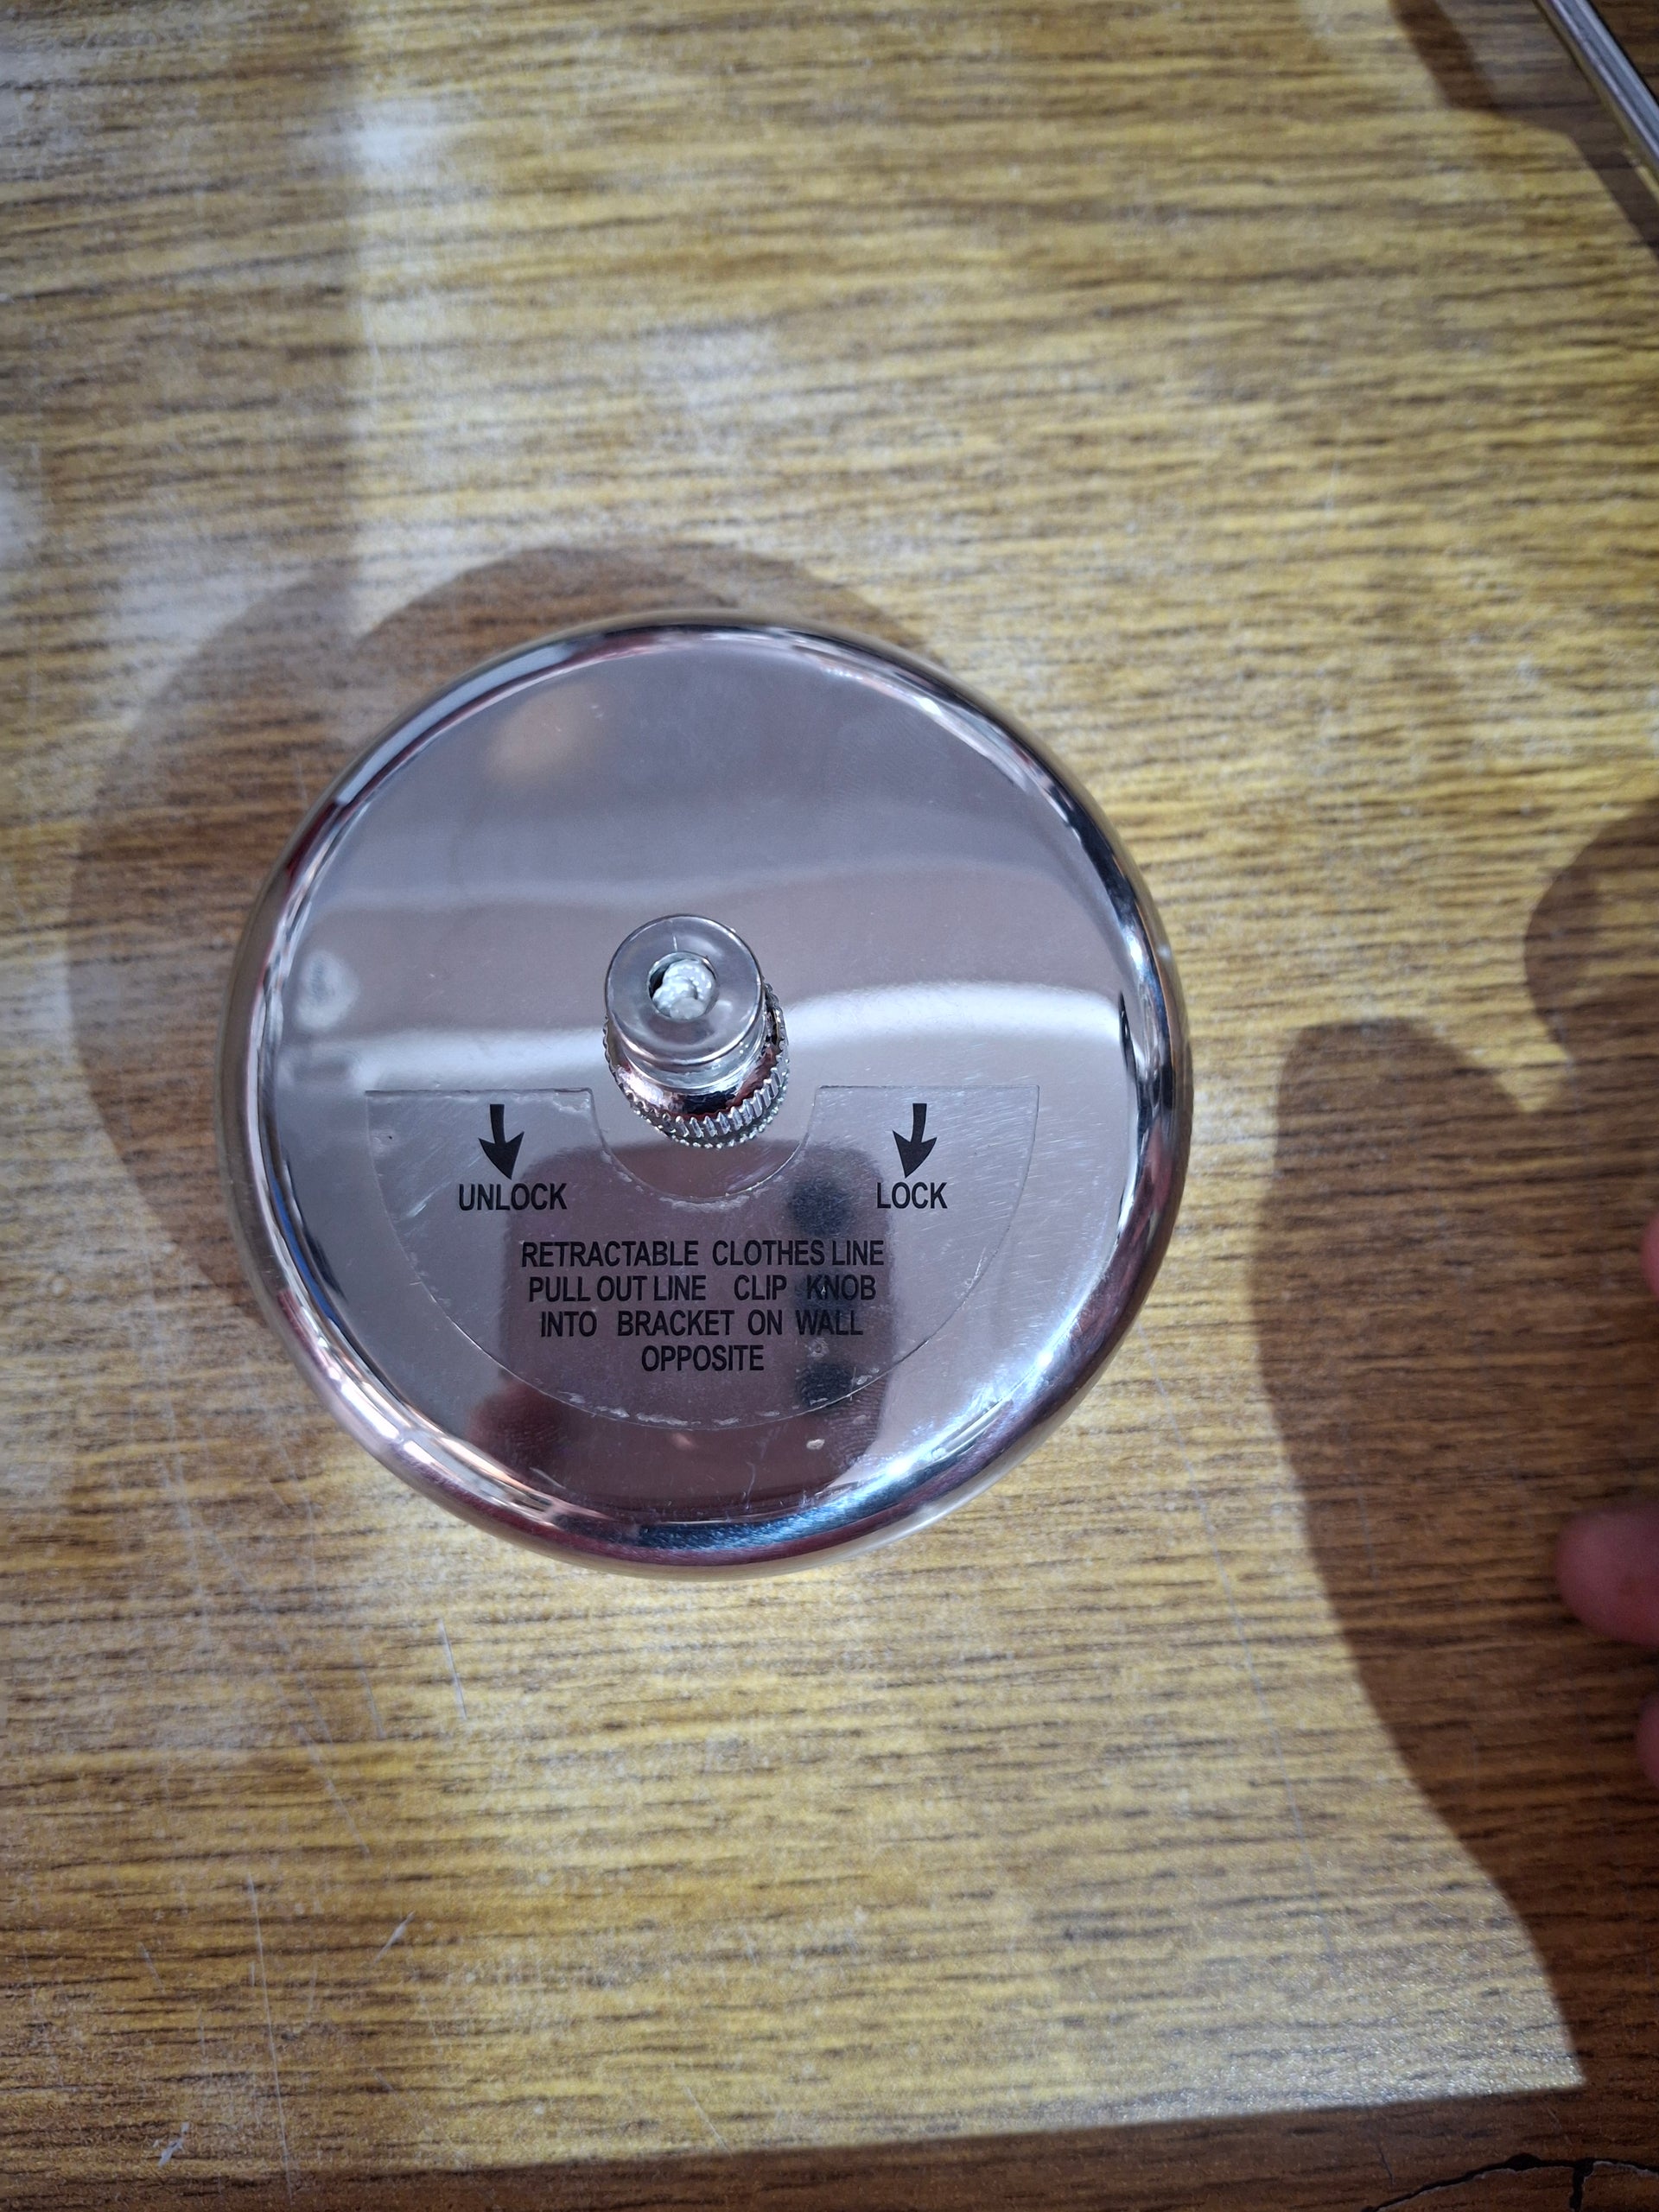 UNLOCK LOCK
RETRACTABLE CLOTHES LINE
PULL OUT LINE CLIP KNOB
INTO BRACKET ON WALL
OPPOSITE